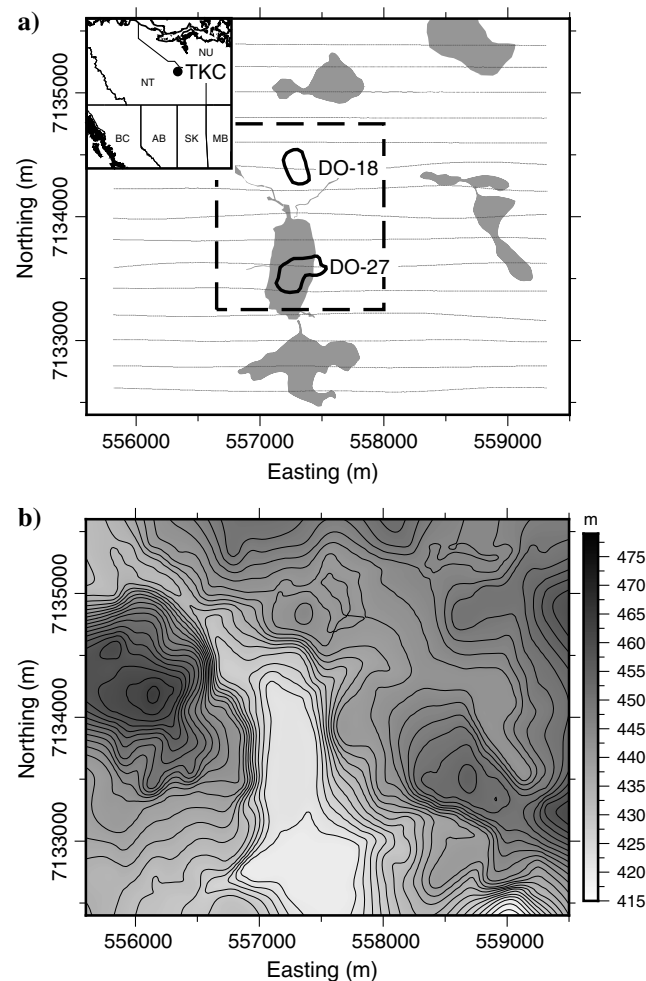 a)
NU
TKC
NT
BC
AB
SK
MB
DO-18
DO-27
7135000
7134000
7133000
Northing (m)
556000
557000
558000
559000
Easting (m)
b)
m
475
470
465
460
455
450
445
440
435
430
425
420
415
7135000
7134000
7133000
Northing (m)
556000
557000
558000
559000
Easting (m)